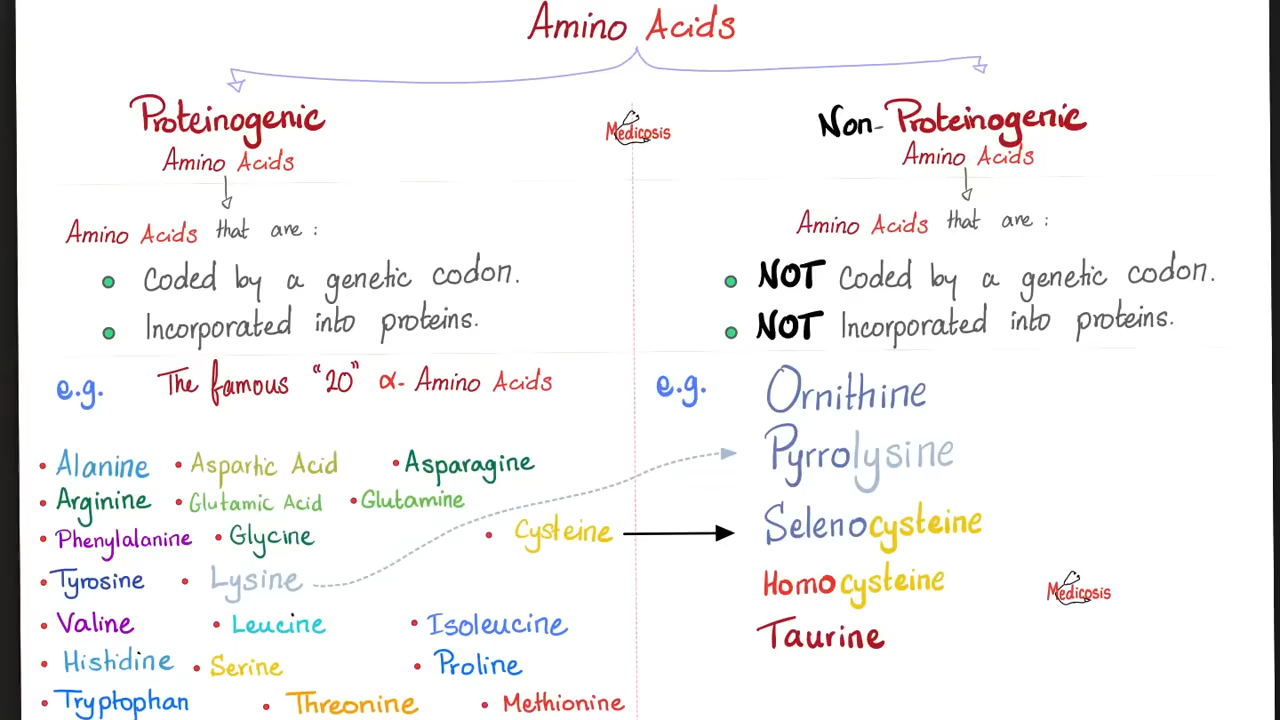 Amino Acids
Proteinogenic
Amino Acids
Amino Acids that are :
Coded by a genetic codon.
Incorporated into proteins.
e.g. The famous "20" α- Amino Acids
• Alanine • Aspartic Acid • Asparagine
• Arginine • Glutamic Acid • Glutamine
• Phenylalanine • Glycine • Cysteine
• Tyrosine • Lysine
• Valine • Leucine • Isoleucine
• Histidine • Serine • Proline
• Tryptophan • Threonine • Methionine
Medicosis
Non-Proteinogenic
Amino Acids
Amino Acids that are :
NOT Coded by a genetic codon.
NOT Incorporated into proteins.
e.g. Ornithine
Pyrrolysine
Selenocysteine
Homocysteine
Taurine
Medicosis